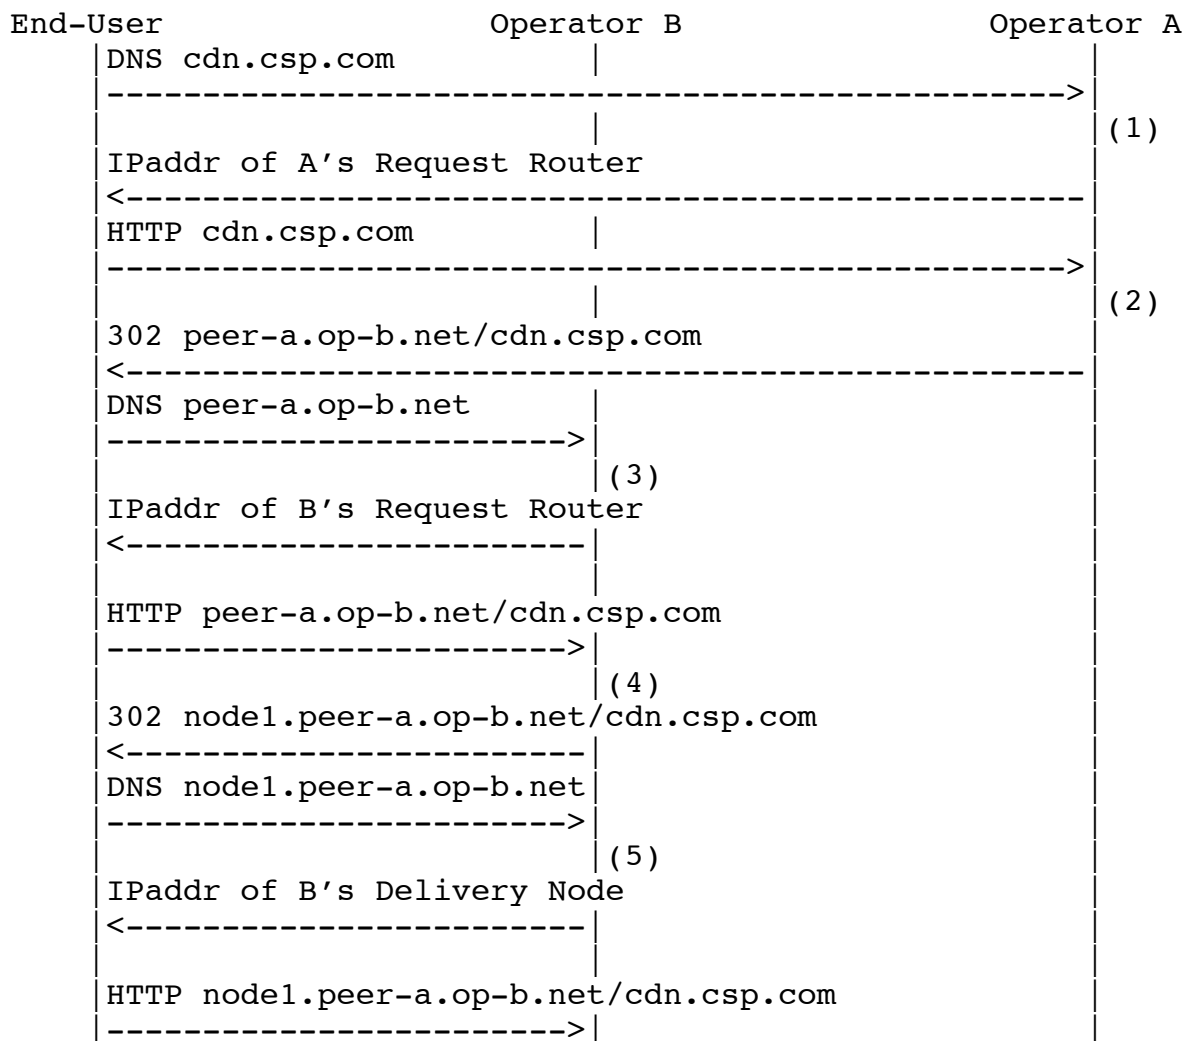 End-User Operator B Operator A
DNS cdn.csp.com
(1)
IPaddr of A's Request Router
HTTP cdn.csp.com
(2)
302 peer-a.op-b.net/cdn.csp.com
DNS peer-a.op-b.net
(3)
IPaddr of B's Request Router
HTTP peer-a.op-b.net/cdn.csp.com
(4)
302 node1.peer-a.op-b.net/cdn.csp.com
DNS node1.peer-a.op-b.net
(5)
IPaddr of B's Delivery Node
HTTP node1.peer-a.op-b.net/cdn.csp.com